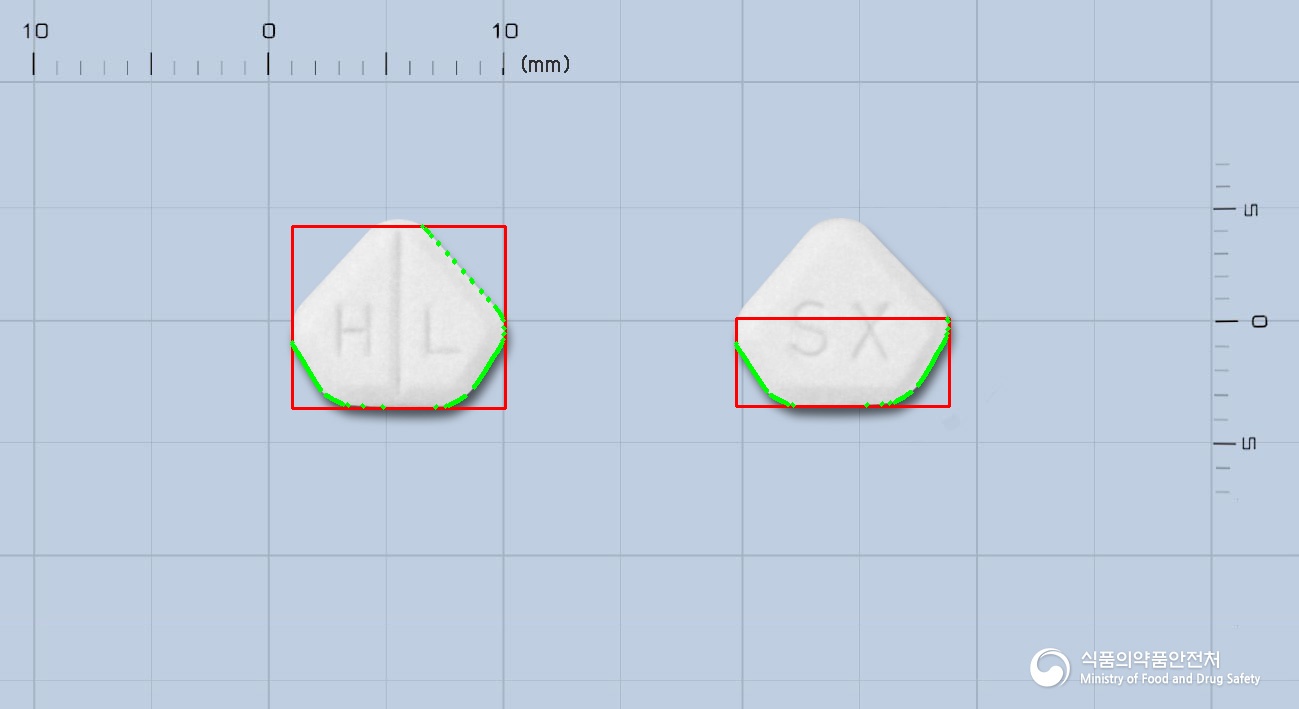 10 0 10 (mm)
5
H L
SX
0
5
식품의약품안전처
Ministry of Food and Drug Safety